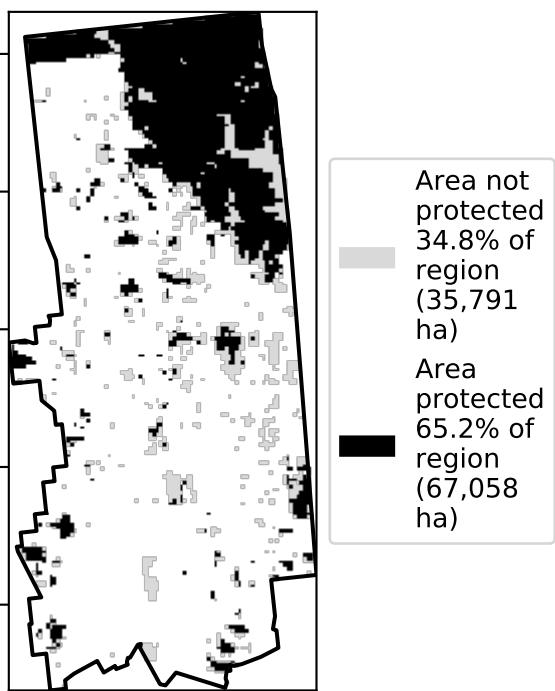 Area not
protected
34.8% of
region
(35,791
ha)
Area
protected
65.2% of
region
(67,058
ha)